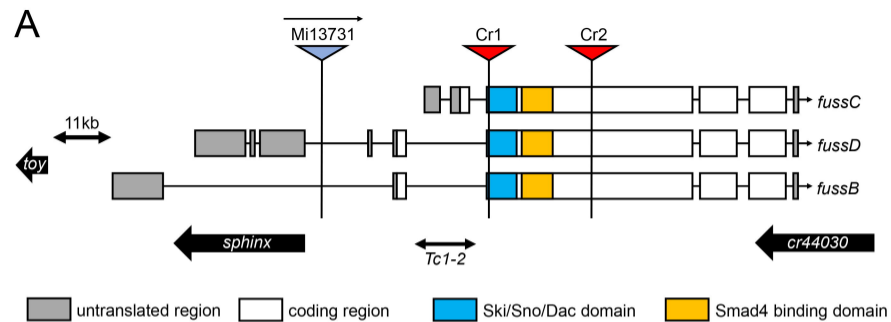 A
Mi13731
Cr1
Cr2
fussC
11kb
fussD
toy
fussB
sphinx
Tc1-2
cr44030
untranslated region
coding region
Ski/Sno/Dac domain
Smad4 binding domain